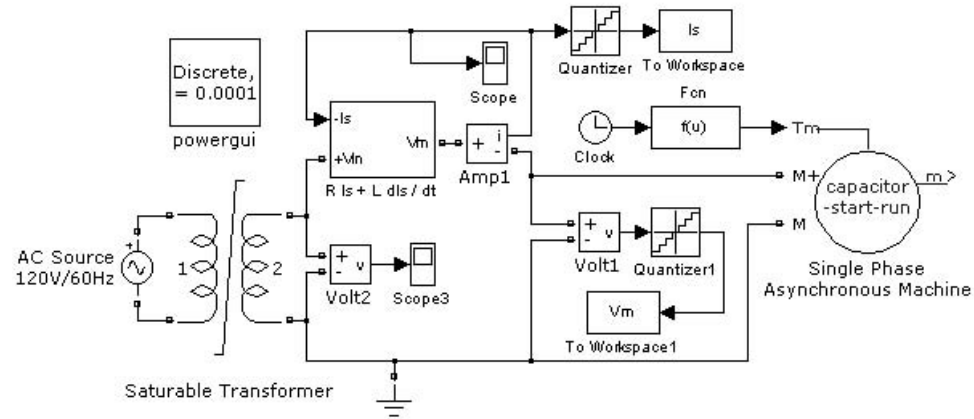 Discrete,
= 0.0001
powergui
Scope
Quantizer
Is
To Workspace
-Is
+Vin
Vm
R Is + L dIs / dt
+
-
i
Amp1
Clock
Fcn
f(u)
Tm
M+
M
m
capacitor
-start-run
Single Phase
Asynchronous Machine
AC Source
120V/60Hz
+
1
2
Saturable Transformer
+
-
v
Volt2
Scope3
+
-
v
Volt1
Quantizer1
Vm
To Workspace1